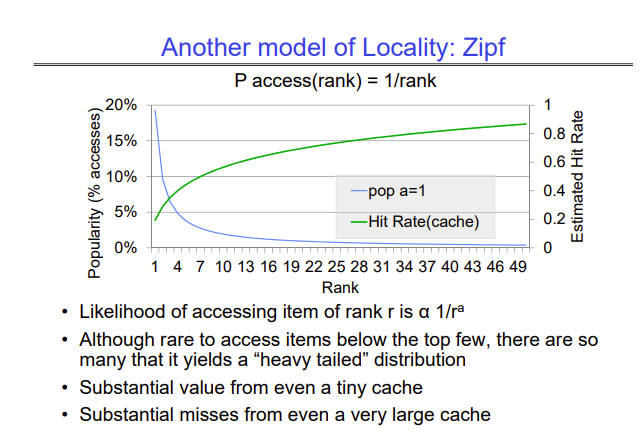 Another model of Locality: Zipf
P access(rank) = 1/rank
Popularity (% accesses)
20%
15%
10%
5%
0%
1
0.8
0.6
0.4
0.2
0
Estimated Hit Rate
pop a=1
Hit Rate(cache)
1 4 7 10 13 16 19 22 25 28 31 34 37 40 43 46 49
Rank
• Likelihood of accessing item of rank r is α 1/rᵃ
• Although rare to access items below the top few, there are so
many that it yields a “heavy tailed” distribution
• Substantial value from even a tiny cache
• Substantial misses from even a very large cache